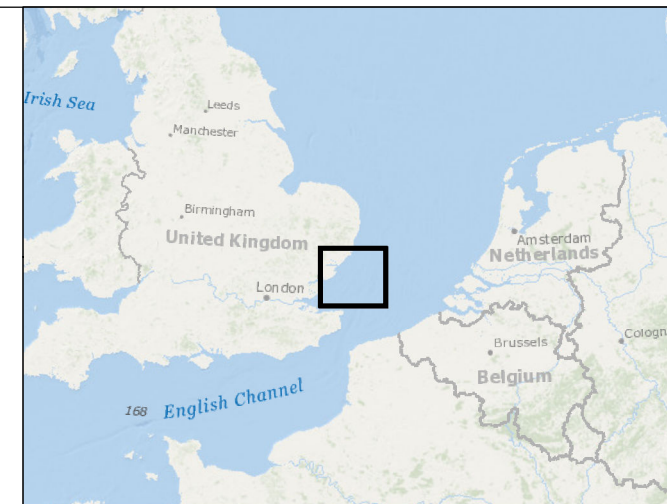 Irish Sea
Leeds
Manchester
Birmingham
United Kingdom
Amsterdam
Netherlands
London
Brussels
Cologn
Belgium
168
English Channel